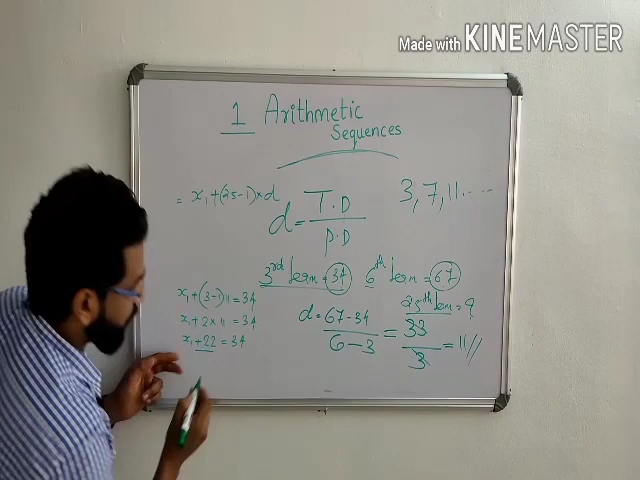 Made with KINEMASTER
1 Arithmetic
Sequences
= x₁+(25-1)×d
d = T.D / P.D
3, 7, 11.....
3rd term = 34
6th term = 67
25th term = ?
x₁+(3-1)11 = 34
x₁+2×11 = 34
x₁+22 = 34
d = 67-34 / 6-3 = 33 / 3 = 11//